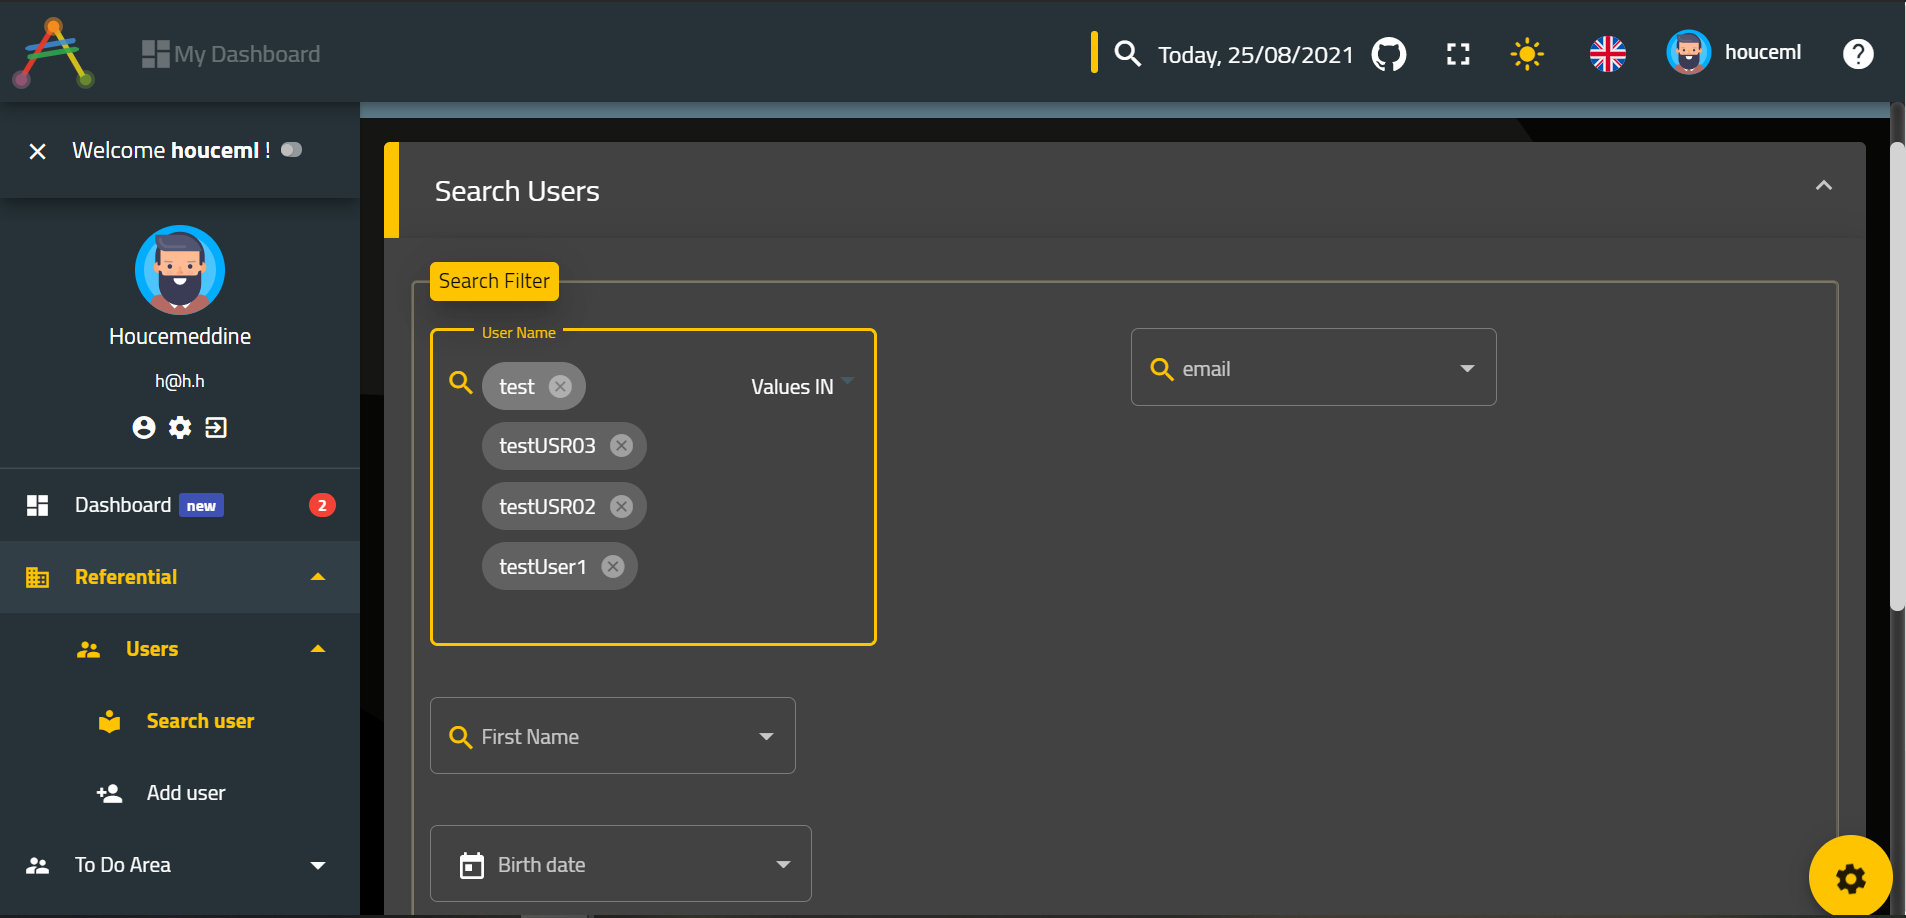 My Dashboard
Today, 25/08/2021
houceml
Welcome houceml !
Houcemeddine
h@h.h
Dashboard new 2
Referential
Users
Search user
Add user
To Do Area
Search Users
Search Filter
User Name
test
Values IN
testUSR03
testUSR02
testUser1
email
First Name
Birth date